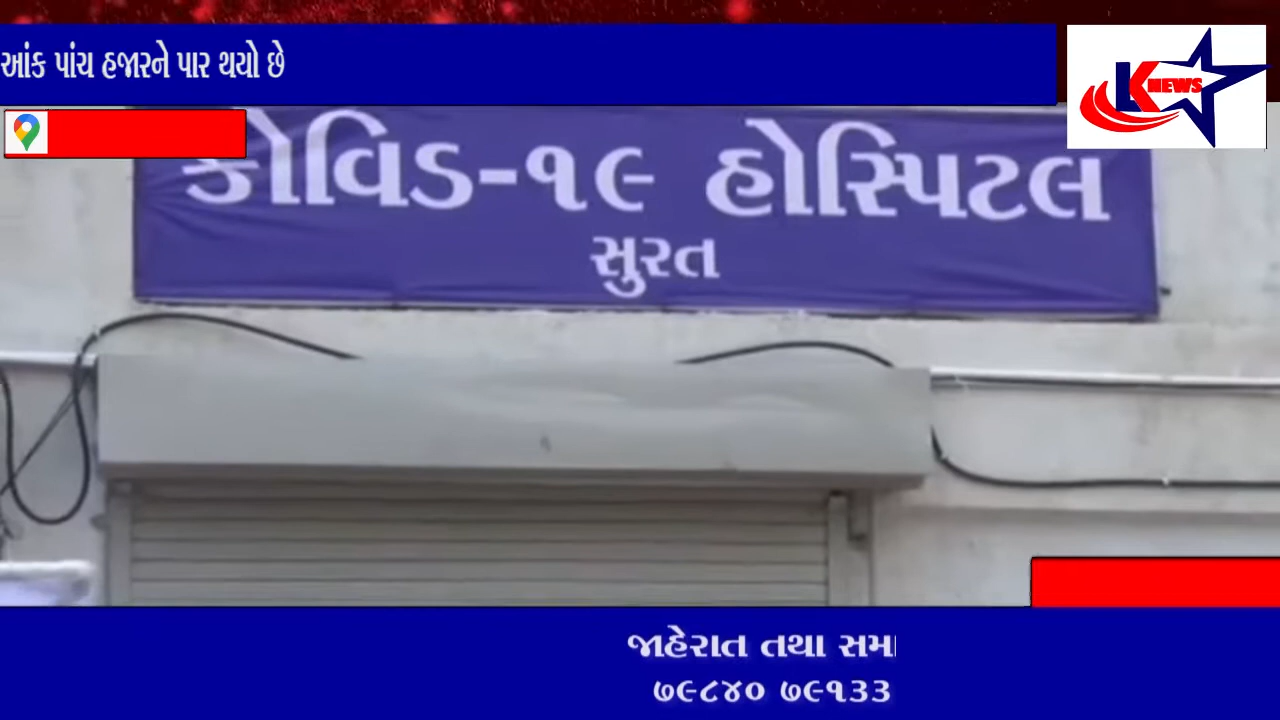 આંક પાંચ હજારને પાર થયો છે
K NEWS
કોવિડ-૧૯ હોસ્પિટલ
સુરત
જાહેરાત તથા સમા
૭૯૮૪૦ ૭૯૧૩૩